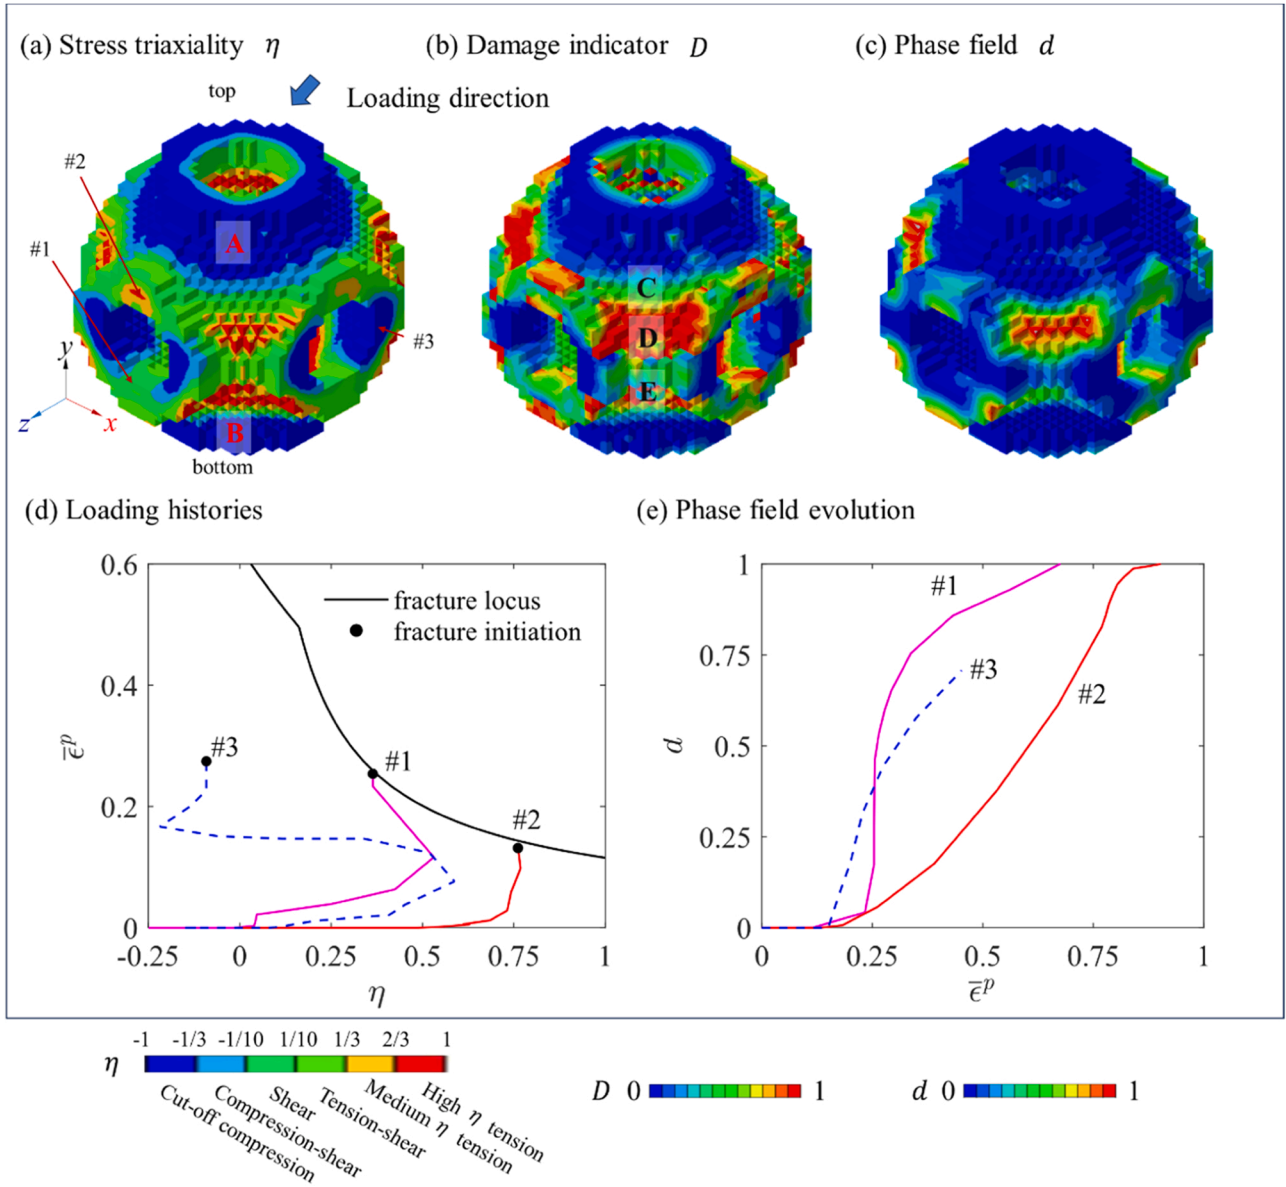 (a) Stress triaxiality η
(b) Damage indicator D
(c) Phase field d
top
Loading direction
#2
#1
#3
A
B
C
D
E
y
z
x
bottom
(d) Loading histories
(e) Phase field evolution
0.6
0.4
0.2
0
-0.25
0
0.25
0.5
0.75
1
ε̄ᵖ
η
fracture locus
fracture initiation
#3
#1
#2
1
0.75
0.5
0.25
0
0
0.25
0.5
0.75
1
d
ε̄ᵖ
#1
#3
#2
-1 -1/3 -1/10 1/10 1/3 2/3 1
η
Cut-off compression
Compression-shear
Shear
Tension-shear
Medium η tension
High η tension
D 0 1
d 0 1